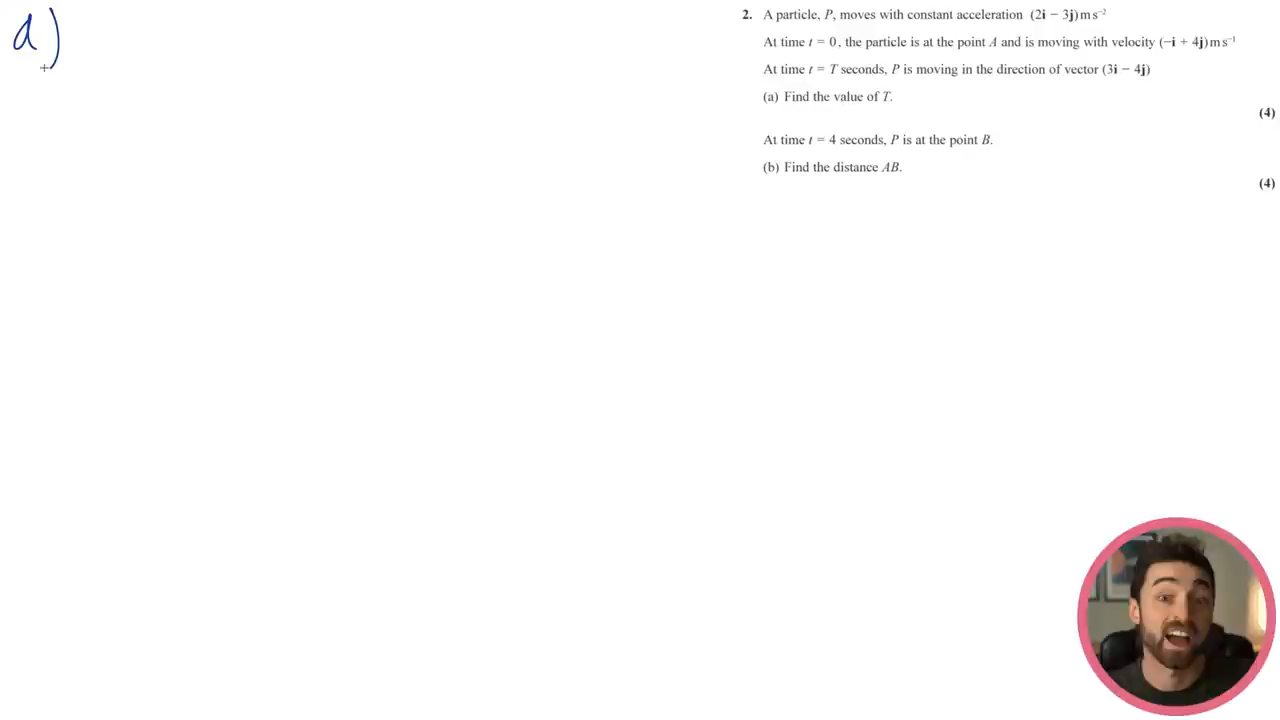 a)
2. A particle, P, moves with constant acceleration (2i − 3j) m s⁻²
At time t = 0, the particle is at the point A and is moving with velocity (−i + 4j) m s⁻¹
At time t = T seconds, P is moving in the direction of vector (3i − 4j)
(a) Find the value of T.
(4)
At time t = 4 seconds, P is at the point B.
(b) Find the distance AB.
(4)